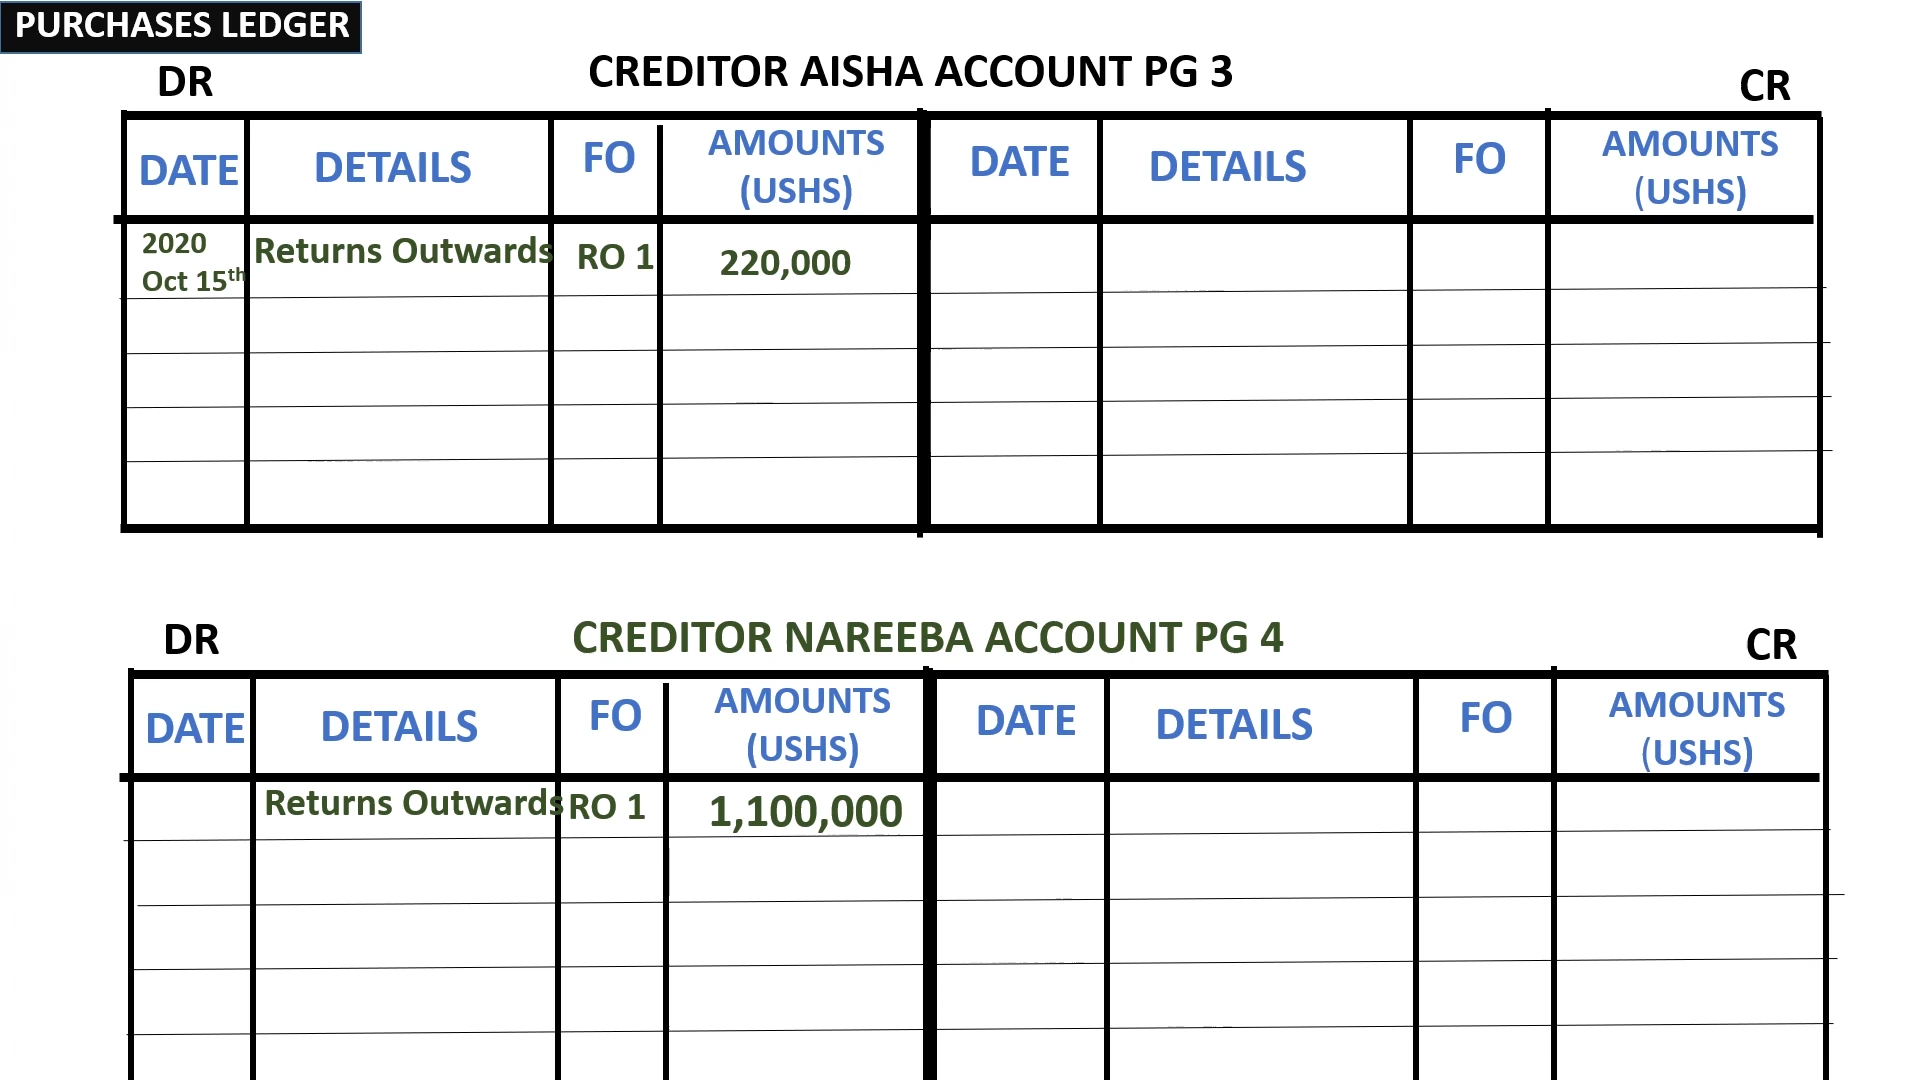 PURCHASES LEDGER
DR CREDITOR AISHA ACCOUNT PG 3 CR
DATE DETAILS FO AMOUNTS (USHS) DATE DETAILS FO AMOUNTS (USHS)
2020
Oct 15th Returns Outwards RO 1 220,000
DR CREDITOR NAREEBA ACCOUNT PG 4 CR
DATE DETAILS FO AMOUNTS (USHS) DATE DETAILS FO AMOUNTS (USHS)
Returns Outwards RO 1 1,100,000